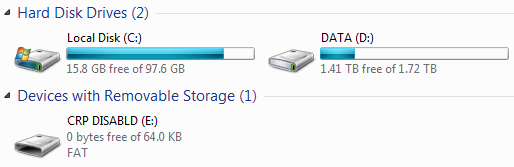 Hard Disk Drives (2)
Local Disk (C:)
15.8 GB free of 97.6 GB
DATA (D:)
1.41 TB free of 1.72 TB
Devices with Removable Storage (1)
CRP DISABLD (E:)
0 bytes free of 64.0 KB
FAT